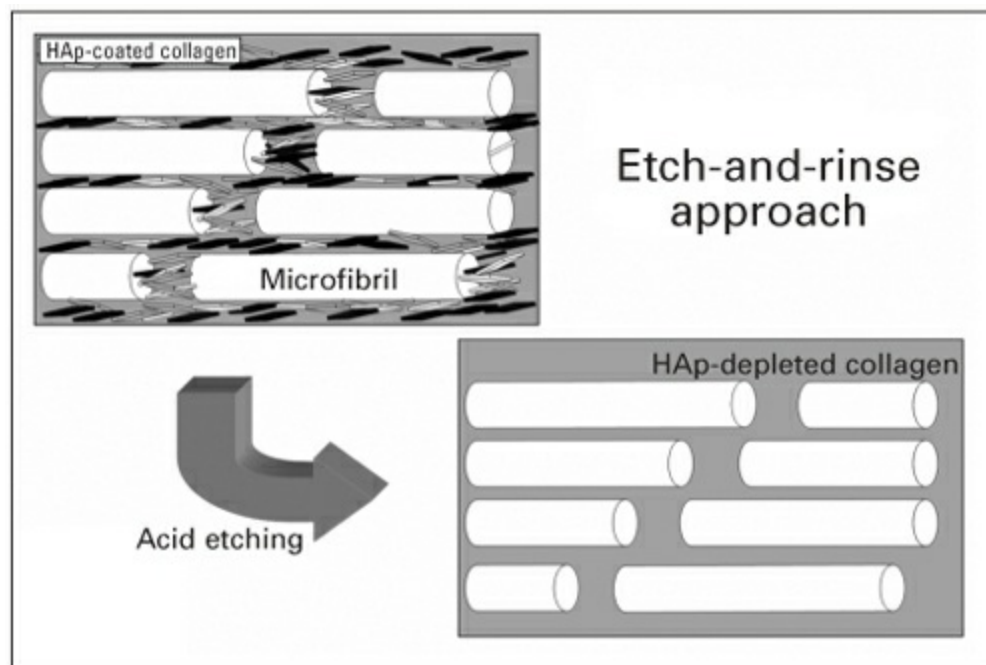 HAp-coated collagen
Etch-and-rinse
approach
Microfibril
HAp-depleted collagen
Acid etching